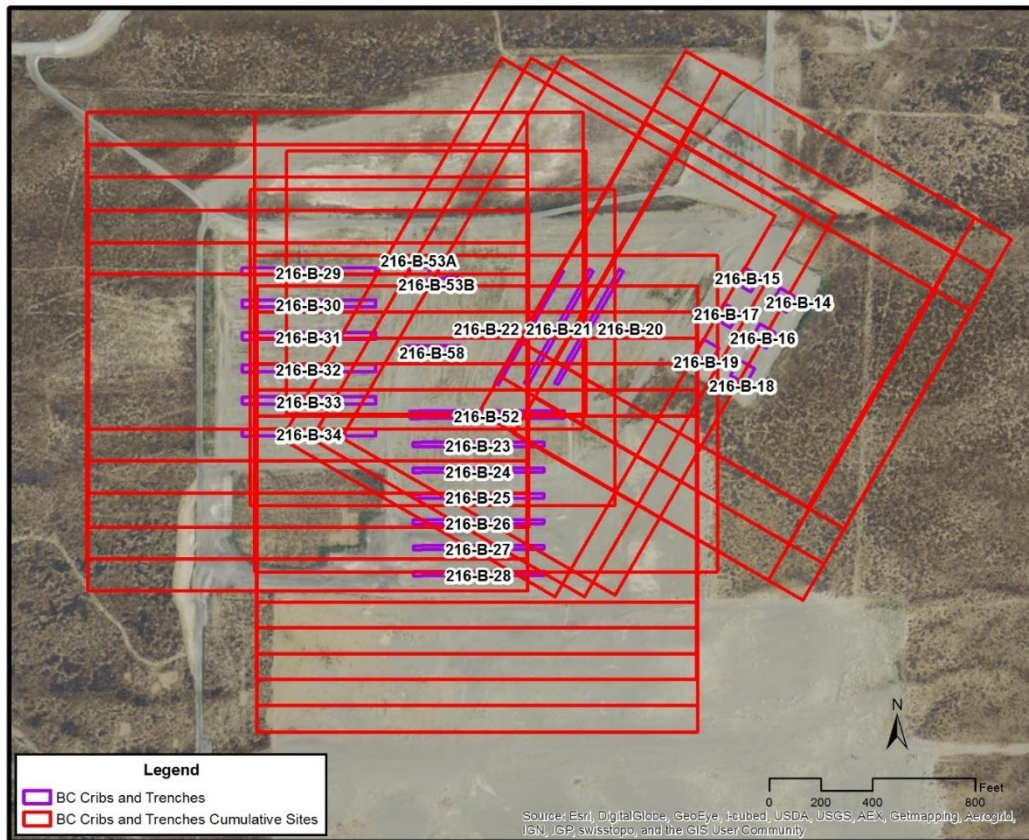 216-B-53A
216-B-29
216-B-53B
216-B-15
216-B-14
216-B-30
216-B-17
216-B-22
216-B-21
216-B-20
216-B-31
216-B-16
216-B-58
216-B-19
216-B-32
216-B-18
216-B-33
216-B-52
216-B-34
216-B-23
216-B-24
216-B-25
216-B-26
216-B-27
216-B-28
N
Legend
BC Cribs and Trenches
BC Cribs and Trenches Cumulative Sites
Feet
0 200 400 800
Source: Esri, DigitalGlobe, GeoEye, i-cubed, USDA, USGS, AEX, Getmapping, Aerogrid,
IGN, IGP, swisstopo, and the GIS User Community